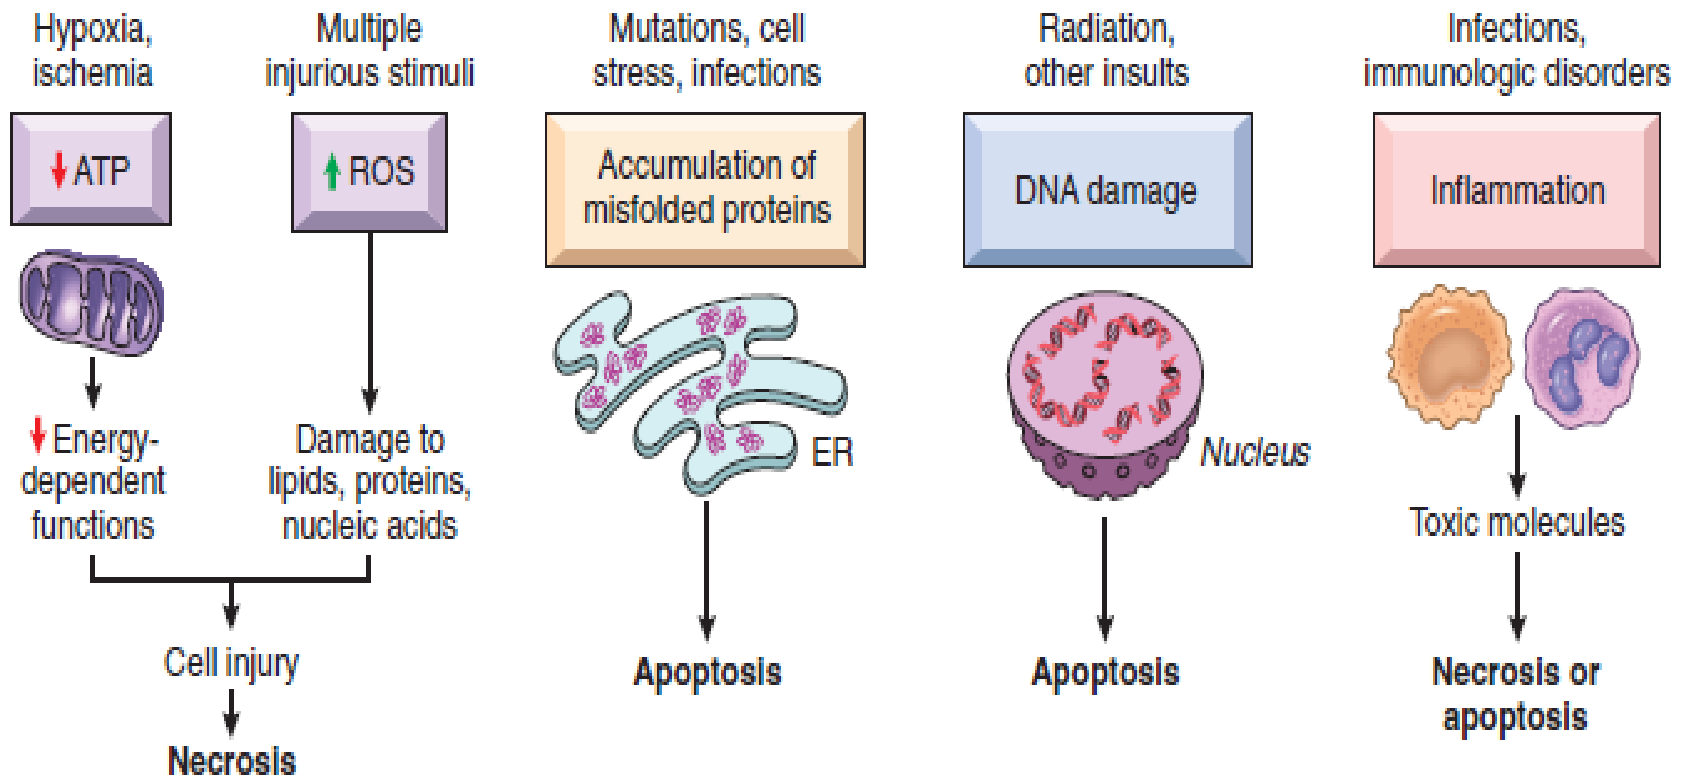 Hypoxia,
ischemia
↓ ATP
↓ Energy-
dependent
functions
Multiple
injurious stimuli
↑ ROS
Damage to
lipids, proteins,
nucleic acids
Cell injury
Necrosis
Mutations, cell
stress, infections
Accumulation of
misfolded proteins
ER
Apoptosis
Radiation,
other insults
DNA damage
Nucleus
Apoptosis
Infections,
immunologic disorders
Inflammation
Toxic molecules
Necrosis or
apoptosis